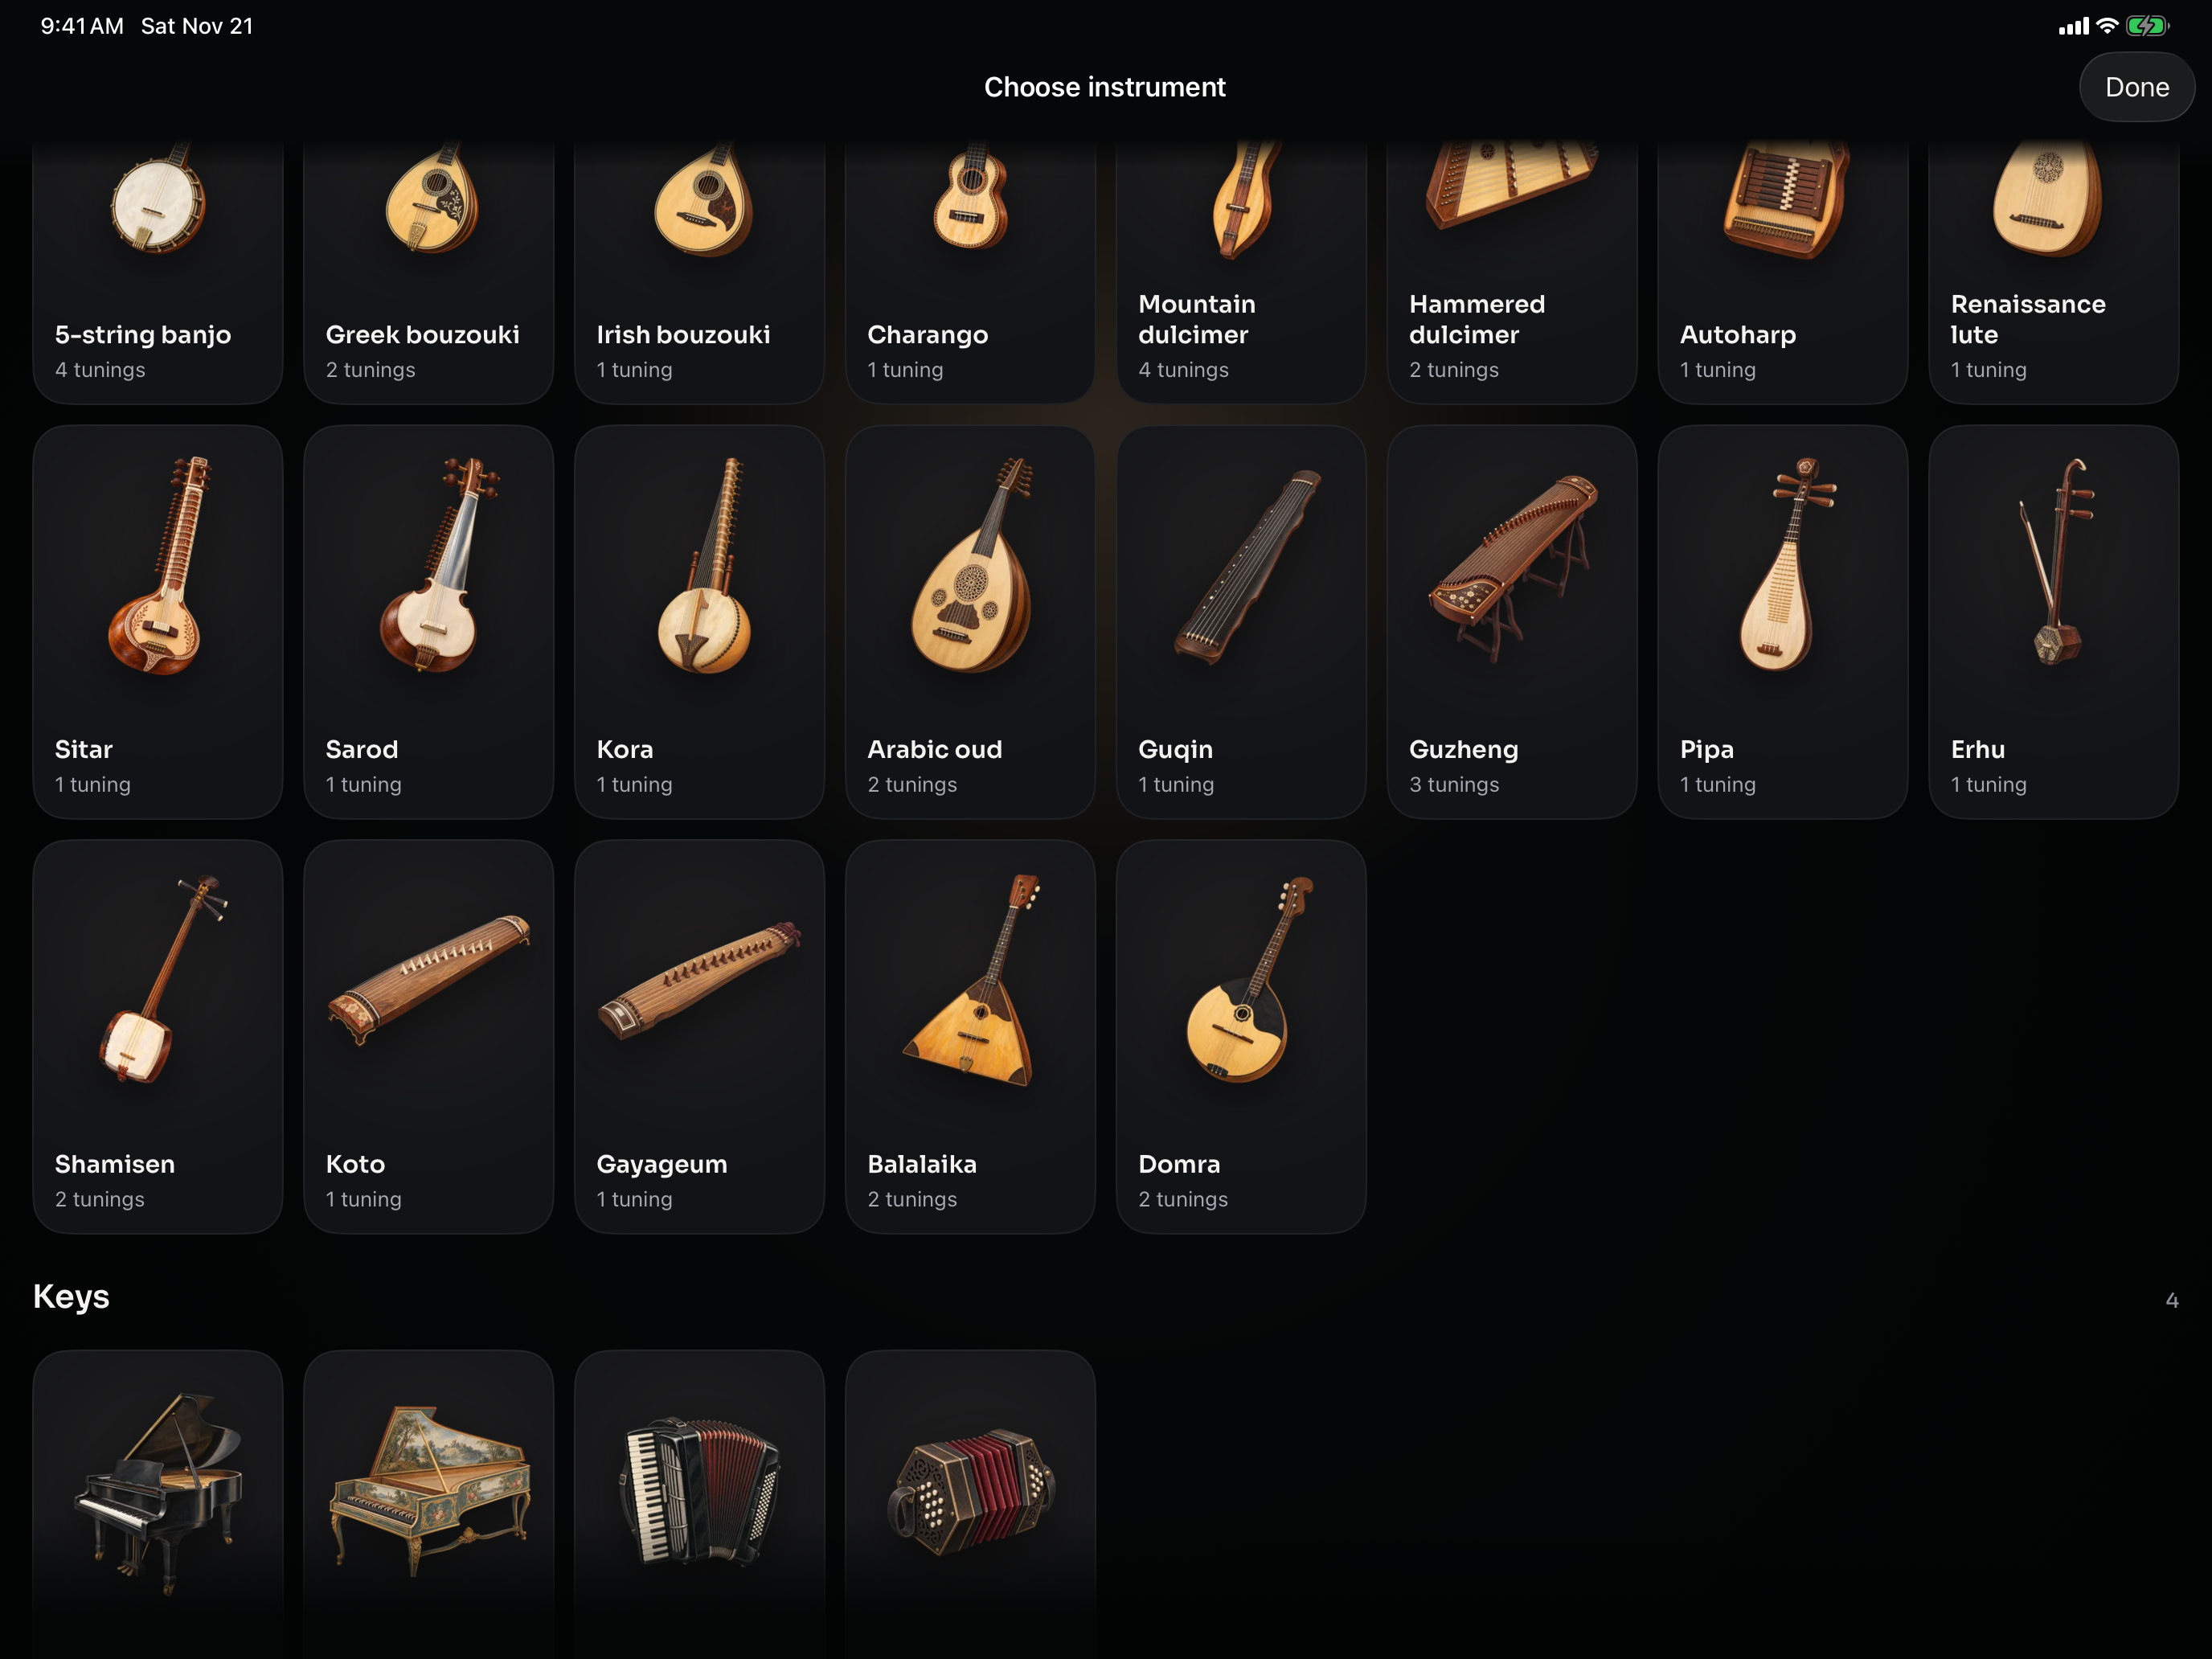 9:41 AM Sat Nov 21
Choose instrument
Done
5-string banjo
4 tunings
Greek bouzouki
2 tunings
Irish bouzouki
1 tuning
Charango
1 tuning
Mountain
dulcimer
4 tunings
Hammered
dulcimer
2 tunings
Autoharp
1 tuning
Renaissance
lute
1 tuning
Sitar
1 tuning
Sarod
1 tuning
Kora
1 tuning
Arabic oud
2 tunings
Guqin
1 tuning
Guzheng
3 tunings
Pipa
1 tuning
Erhu
1 tuning
Shamisen
2 tunings
Koto
1 tuning
Gayageum
1 tuning
Balalaika
2 tunings
Domra
2 tunings
Keys
4